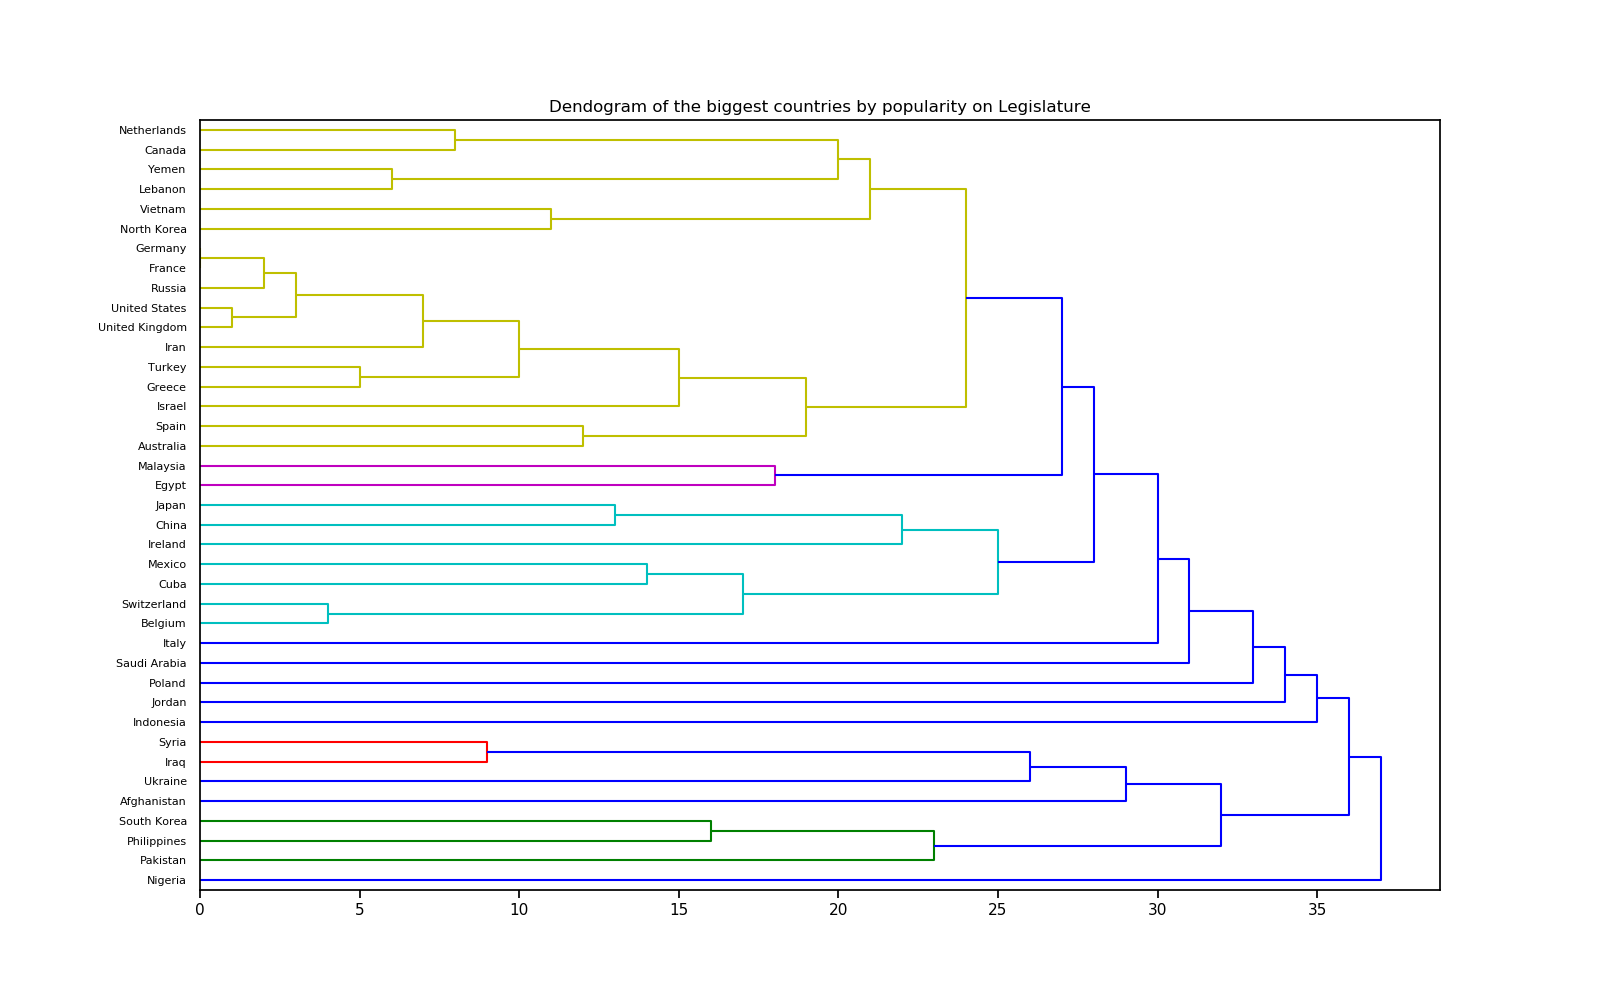 Dendogram of the biggest countries by popularity on Legislature
Netherlands
Canada
Yemen
Lebanon
Vietnam
North Korea
Germany
France
Russia
United States
United Kingdom
Iran
Turkey
Greece
Israel
Spain
Australia
Malaysia
Egypt
Japan
China
Ireland
Mexico
Cuba
Switzerland
Belgium
Italy
Saudi Arabia
Poland
Jordan
Indonesia
Syria
Iraq
Ukraine
Afghanistan
South Korea
Philippines
Pakistan
Nigeria
0 5 10 15 20 25 30 35